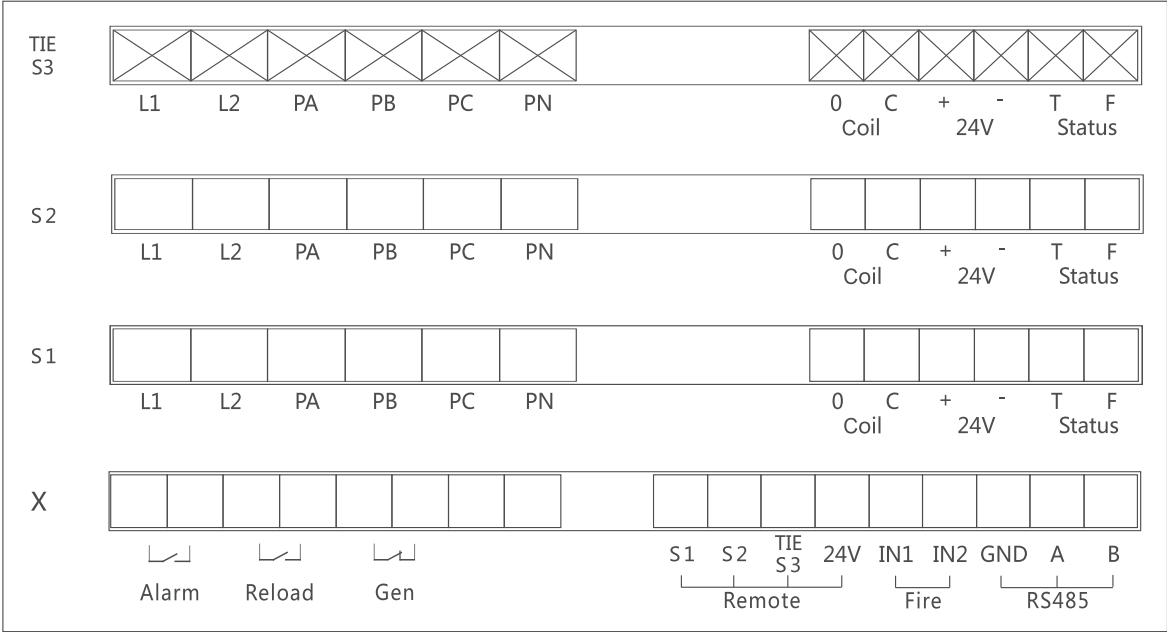 TIE
S3
L1 L2 PA PB PC PN 0 C + - T F
Coil 24V Status
S2
L1 L2 PA PB PC PN 0 C + - T F
Coil 24V Status
S1
L1 L2 PA PB PC PN 0 C + - T F
Coil 24V Status
X
S1 S2 TIE S3 24V IN1 IN2 GND A B
Alarm Reload Gen Remote Fire RS485